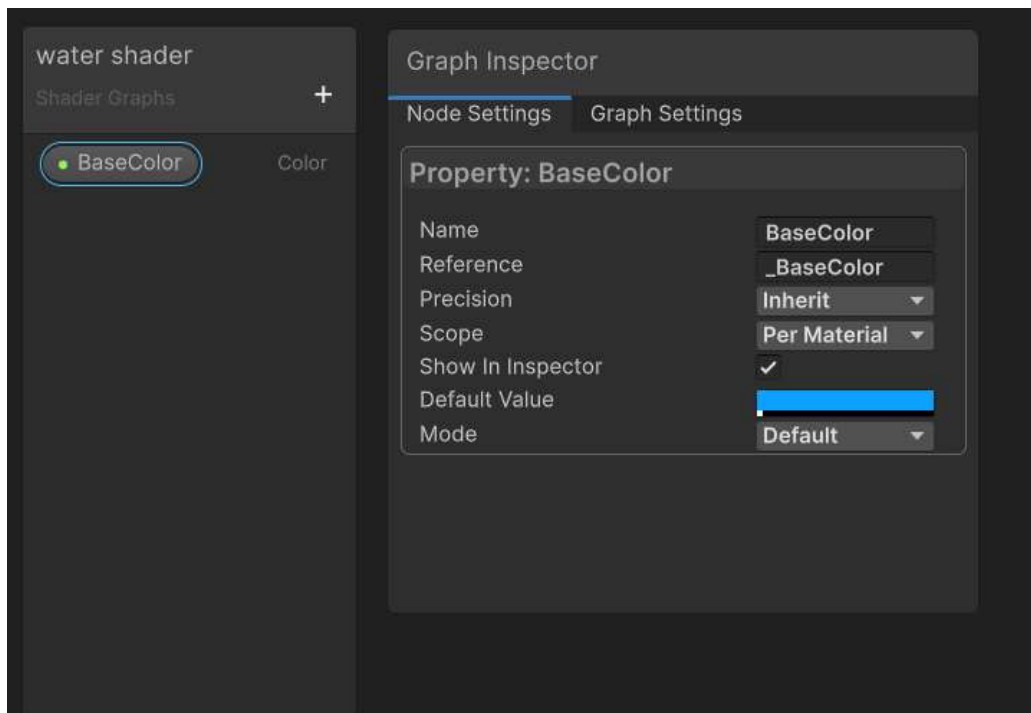 water shader
Shader Graphs
+
BaseColor Color
Graph Inspector
Node Settings Graph Settings
Property: BaseColor
Name BaseColor
Reference _BaseColor
Precision Inherit
Scope Per Material
Show In Inspector
Default Value
Mode Default